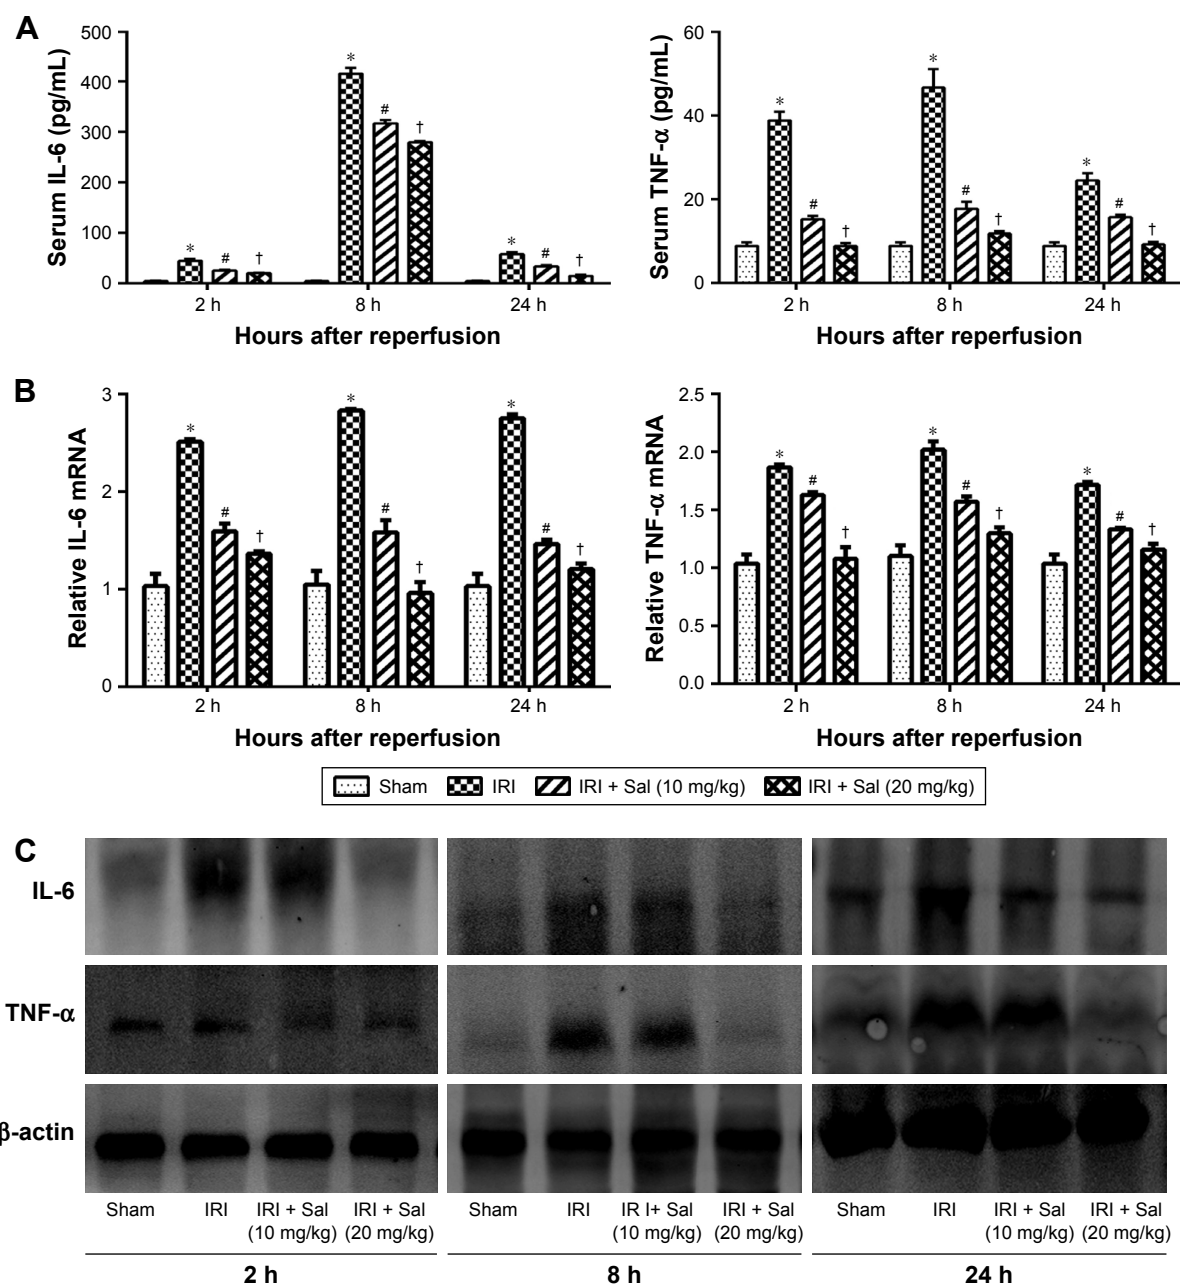 A
Serum IL-6 (pg/mL)
500
400
300
200
100
0
*
#
†
*
#
†
*
#
†
2 h
8 h
24 h
Hours after reperfusion
Serum TNF-α (pg/mL)
60
40
20
0
*
#
†
*
#
†
*
#
†
2 h
8 h
24 h
Hours after reperfusion
B
Relative IL-6 mRNA
3
2
1
0
*
#
†
*
#
†
*
#
†
2 h
8 h
24 h
Hours after reperfusion
Relative TNF-α mRNA
2.5
2.0
1.5
1.0
0.5
0.0
*
#
†
*
#
†
*
#
†
2 h
8 h
24 h
Hours after reperfusion
Sham IRI IRI + Sal (10 mg/kg) IRI + Sal (20 mg/kg)
C
IL-6
TNF-α
β-actin
Sham IRI IRI + Sal (10 mg/kg) IRI + Sal (20 mg/kg)
2 h
Sham IRI IR I+ Sal (10 mg/kg) IRI + Sal (20 mg/kg)
8 h
Sham IRI IRI + Sal (10 mg/kg) IRI + Sal (20 mg/kg)
24 h